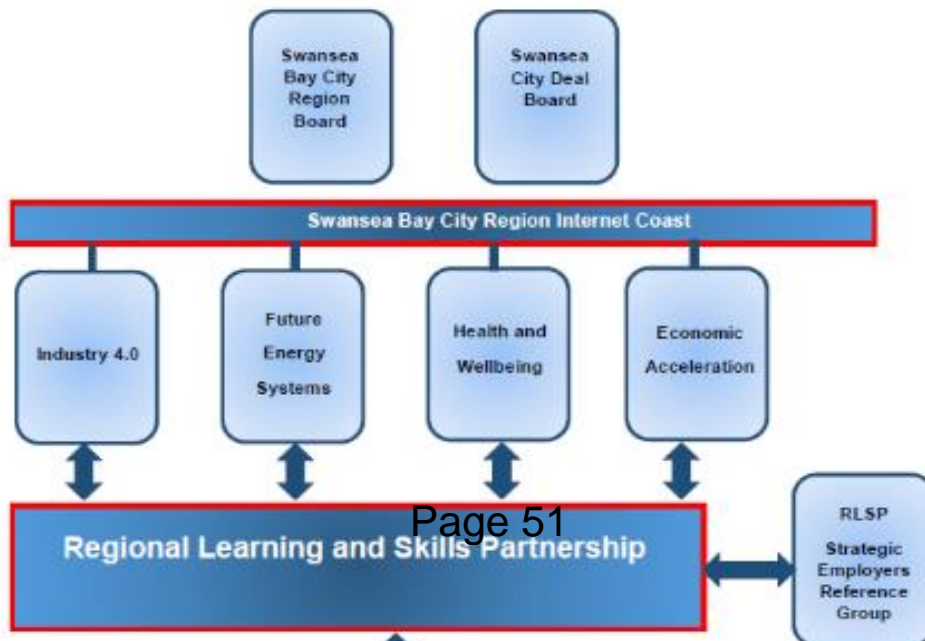 Swansea
Bay City
Region
Board
Swansea
City Deal
Board
Swansea Bay City Region Internet Coast
Industry 4.0
Future
Energy
Systems
Health and
Wellbeing
Economic
Acceleration
Page 51
Regional Learning and Skills Partnership
RLSP
Strategic
Employers
Reference
Group